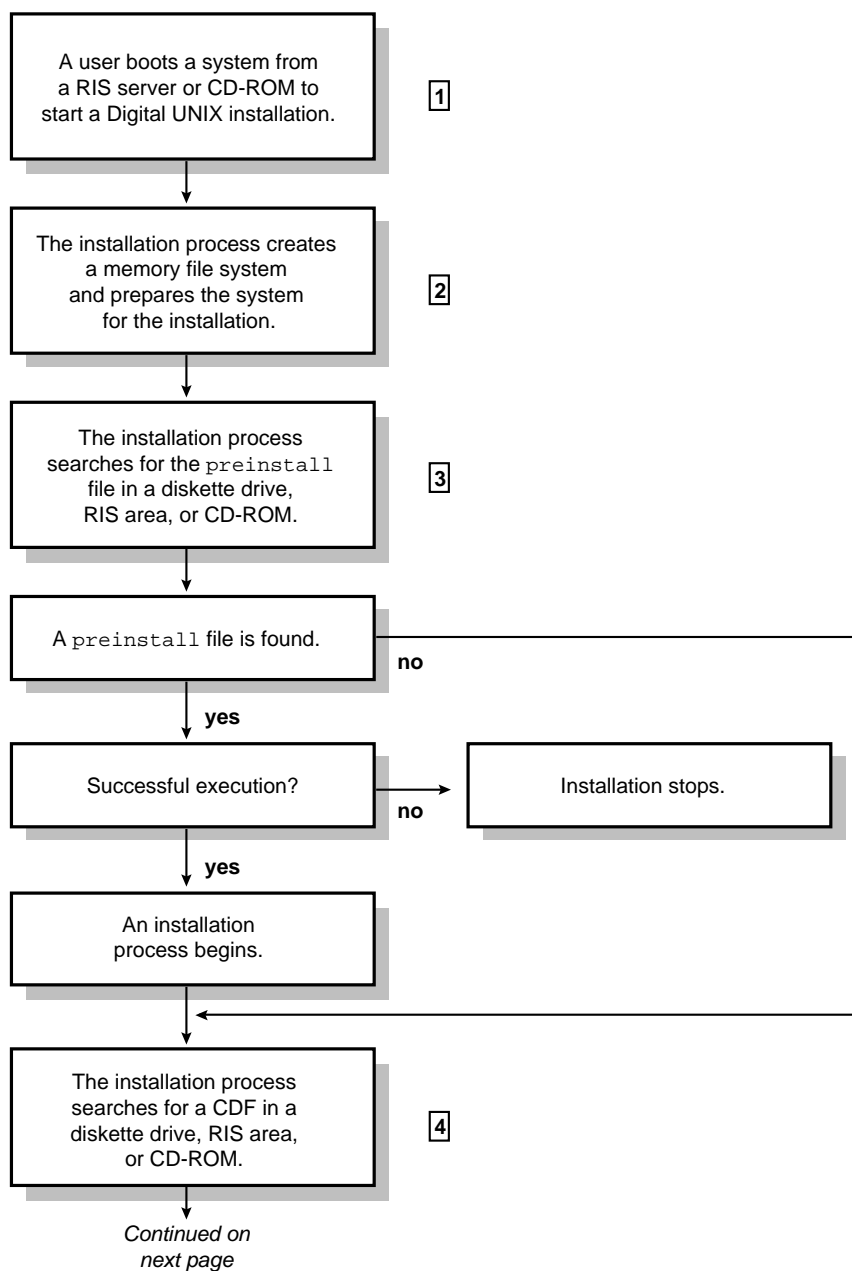 A user boots a system from
a RIS server or CD-ROM to
start a Digital UNIX installation.
1
The installation process creates
a memory file system
and prepares the system
for the installation.
2
The installation process
searches for the preinstall
file in a diskette drive,
RIS area, or CD-ROM.
3
A preinstall file is found.
no
yes
Successful execution?
no
Installation stops.
yes
An installation
process begins.
The installation process
searches for a CDF in a
diskette drive, RIS area,
or CD-ROM.
4
Continued on
next page